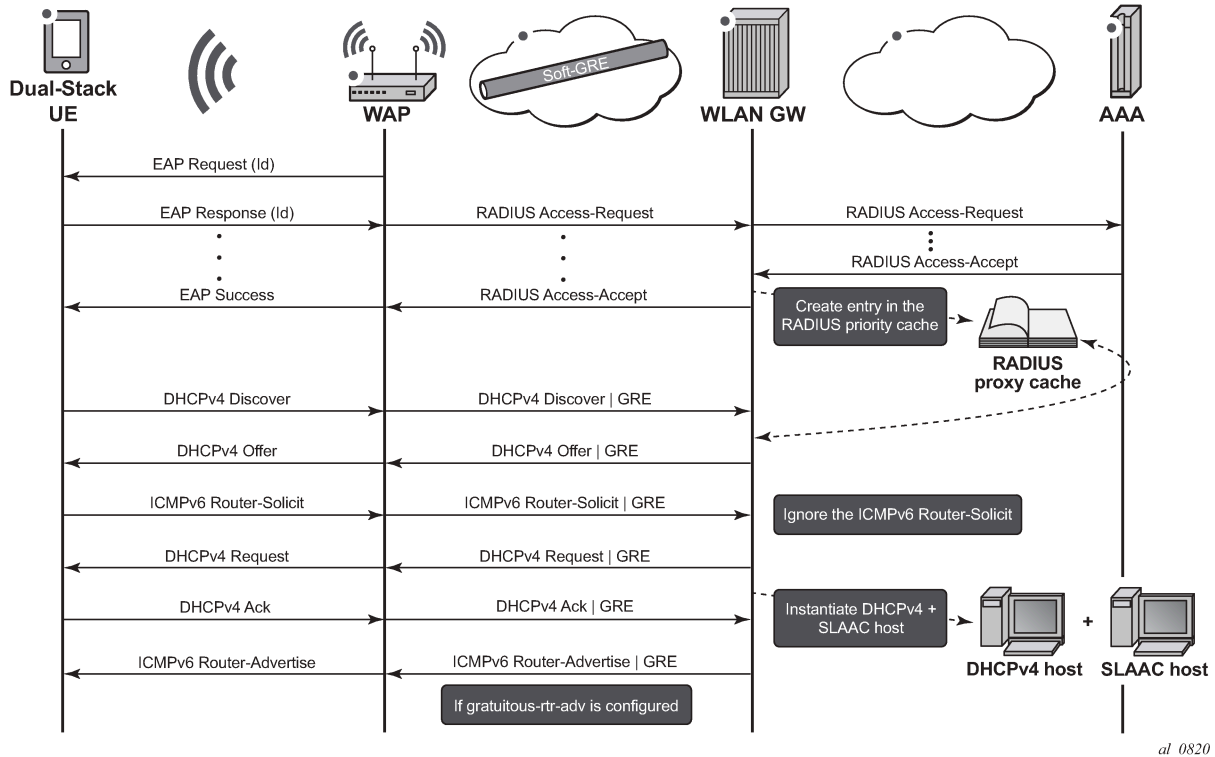 Soft-GRE
Dual-Stack
UE
WAP
WLAN GW
AAA
EAP Request (Id)
EAP Response (Id)
RADIUS Access-Request
RADIUS Access-Request
RADIUS Access-Accept
EAP Success
RADIUS Access-Accept
Create entry in the
RADIUS priority cache
RADIUS
proxy cache
DHCPv4 Discover
DHCPv4 Discover | GRE
DHCPv4 Offer
DHCPv4 Offer | GRE
ICMPv6 Router-Solicit
ICMPv6 Router-Solicit | GRE
Ignore the ICMPv6 Router-Solicit
DHCPv4 Request
DHCPv4 Request | GRE
DHCPv4 Ack
DHCPv4 Ack | GRE
Instantiate DHCPv4 +
SLAAC host
+
DHCPv4 host
SLAAC host
ICMPv6 Router-Advertise
ICMPv6 Router-Advertise | GRE
If gratuitous-rtr-adv is configured
al_0820